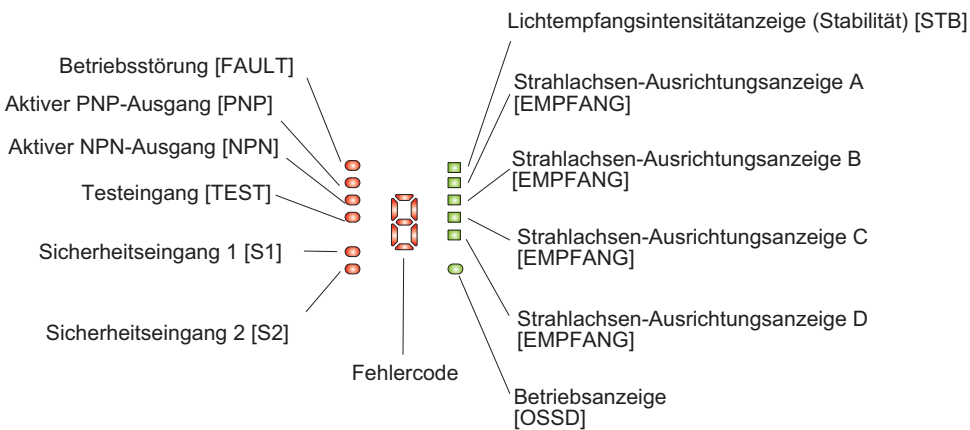 Lichtempfangsintensitätanzeige (Stabilität) [STB]
Betriebsstörung [FAULT]
Aktiver PNP-Ausgang [PNP]
Aktiver NPN-Ausgang [NPN]
Testeingang [TEST]
Sicherheitseingang 1 [S1]
Sicherheitseingang 2 [S2]
Fehlercode
Strahlachsen-Ausrichtungsanzeige A
[EMPFANG]
Strahlachsen-Ausrichtungsanzeige B
[EMPFANG]
Strahlachsen-Ausrichtungsanzeige C
[EMPFANG]
Strahlachsen-Ausrichtungsanzeige D
[EMPFANG]
Betriebsanzeige
[OSSD]